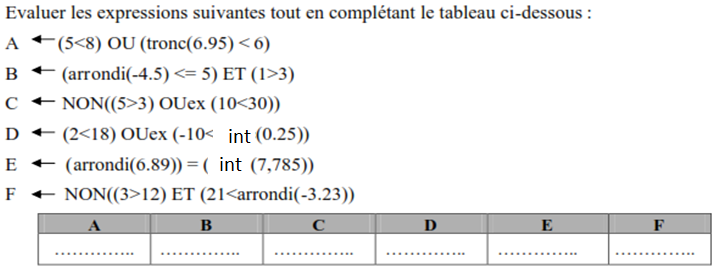 Evaluer les expressions suivantes tout en complétant le tableau ci-dessous :
A ← (5<8) OU (tronc(6.95) < 6)
B ← (arrondi(-4.5) <= 5) ET (1>3)
C ← NON((5>3) OUex (10<30))
D ← (2<18) OUex (-10< int (0.25))
E ← (arrondi(6.89)) = ( int (7,785))
F ← NON((3>12) ET (21<arrondi(-3.23))
A B C D E F
………….. ………….. ………….. ………….. ………….. …………..